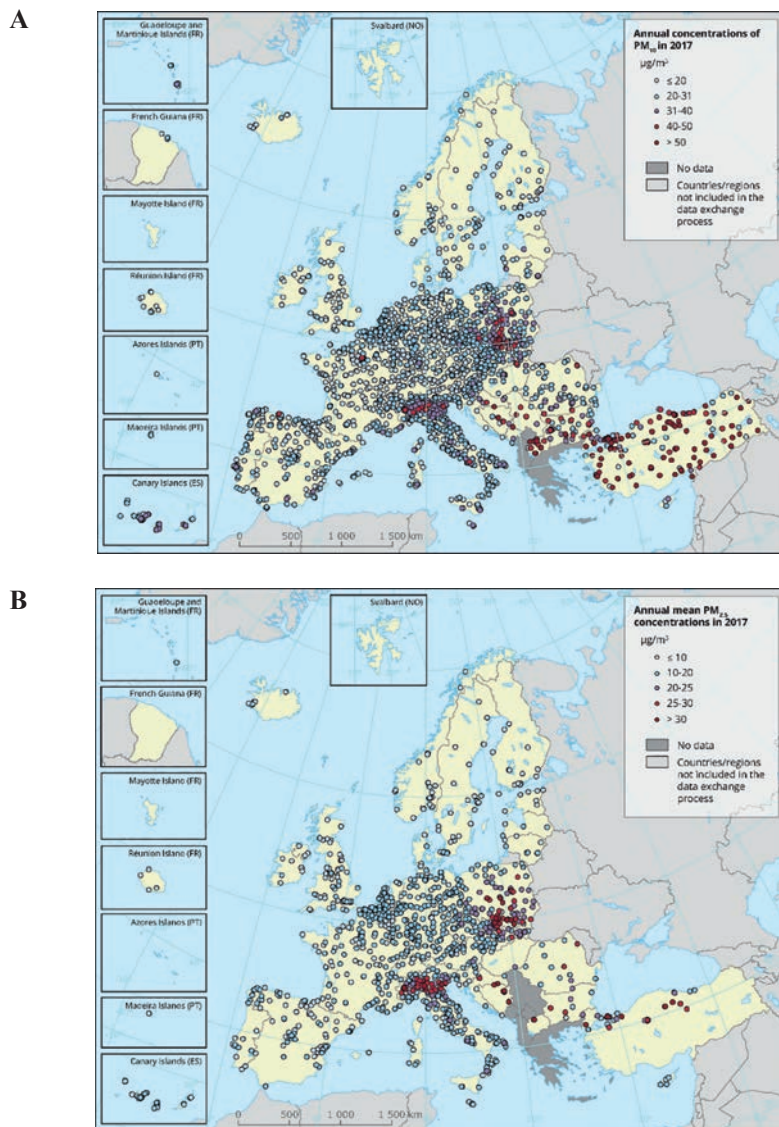 A
Guadeloupe and
Martinique Islands (FR)
French Guiana (FR)
Mayotte Island (FR)
Réunion Island (FR)
Azores Islands (PT)
Madeira Islands (PT)
Canary Islands (ES)
Svalbard (NO)
Annual concentrations of
PM₁₀ in 2017
µg/m³
≤ 20
20-31
31-40
40-50
> 50
No data
Countries/regions
not included in the
data exchange
process
0 500 1 000 1 500 km
B
Guadeloupe and
Martinique Islands (FR)
French Guiana (FR)
Mayotte Island (FR)
Réunion Island (FR)
Azores Islands (PT)
Madeira Islands (PT)
Canary Islands (ES)
Svalbard (NO)
Annual mean PM₂.₅
concentrations in 2017
µg/m³
≤ 10
10-20
20-25
25-30
> 30
No data
Countries/regions
not included in the
data exchange
process
0 500 1 000 1 500 km